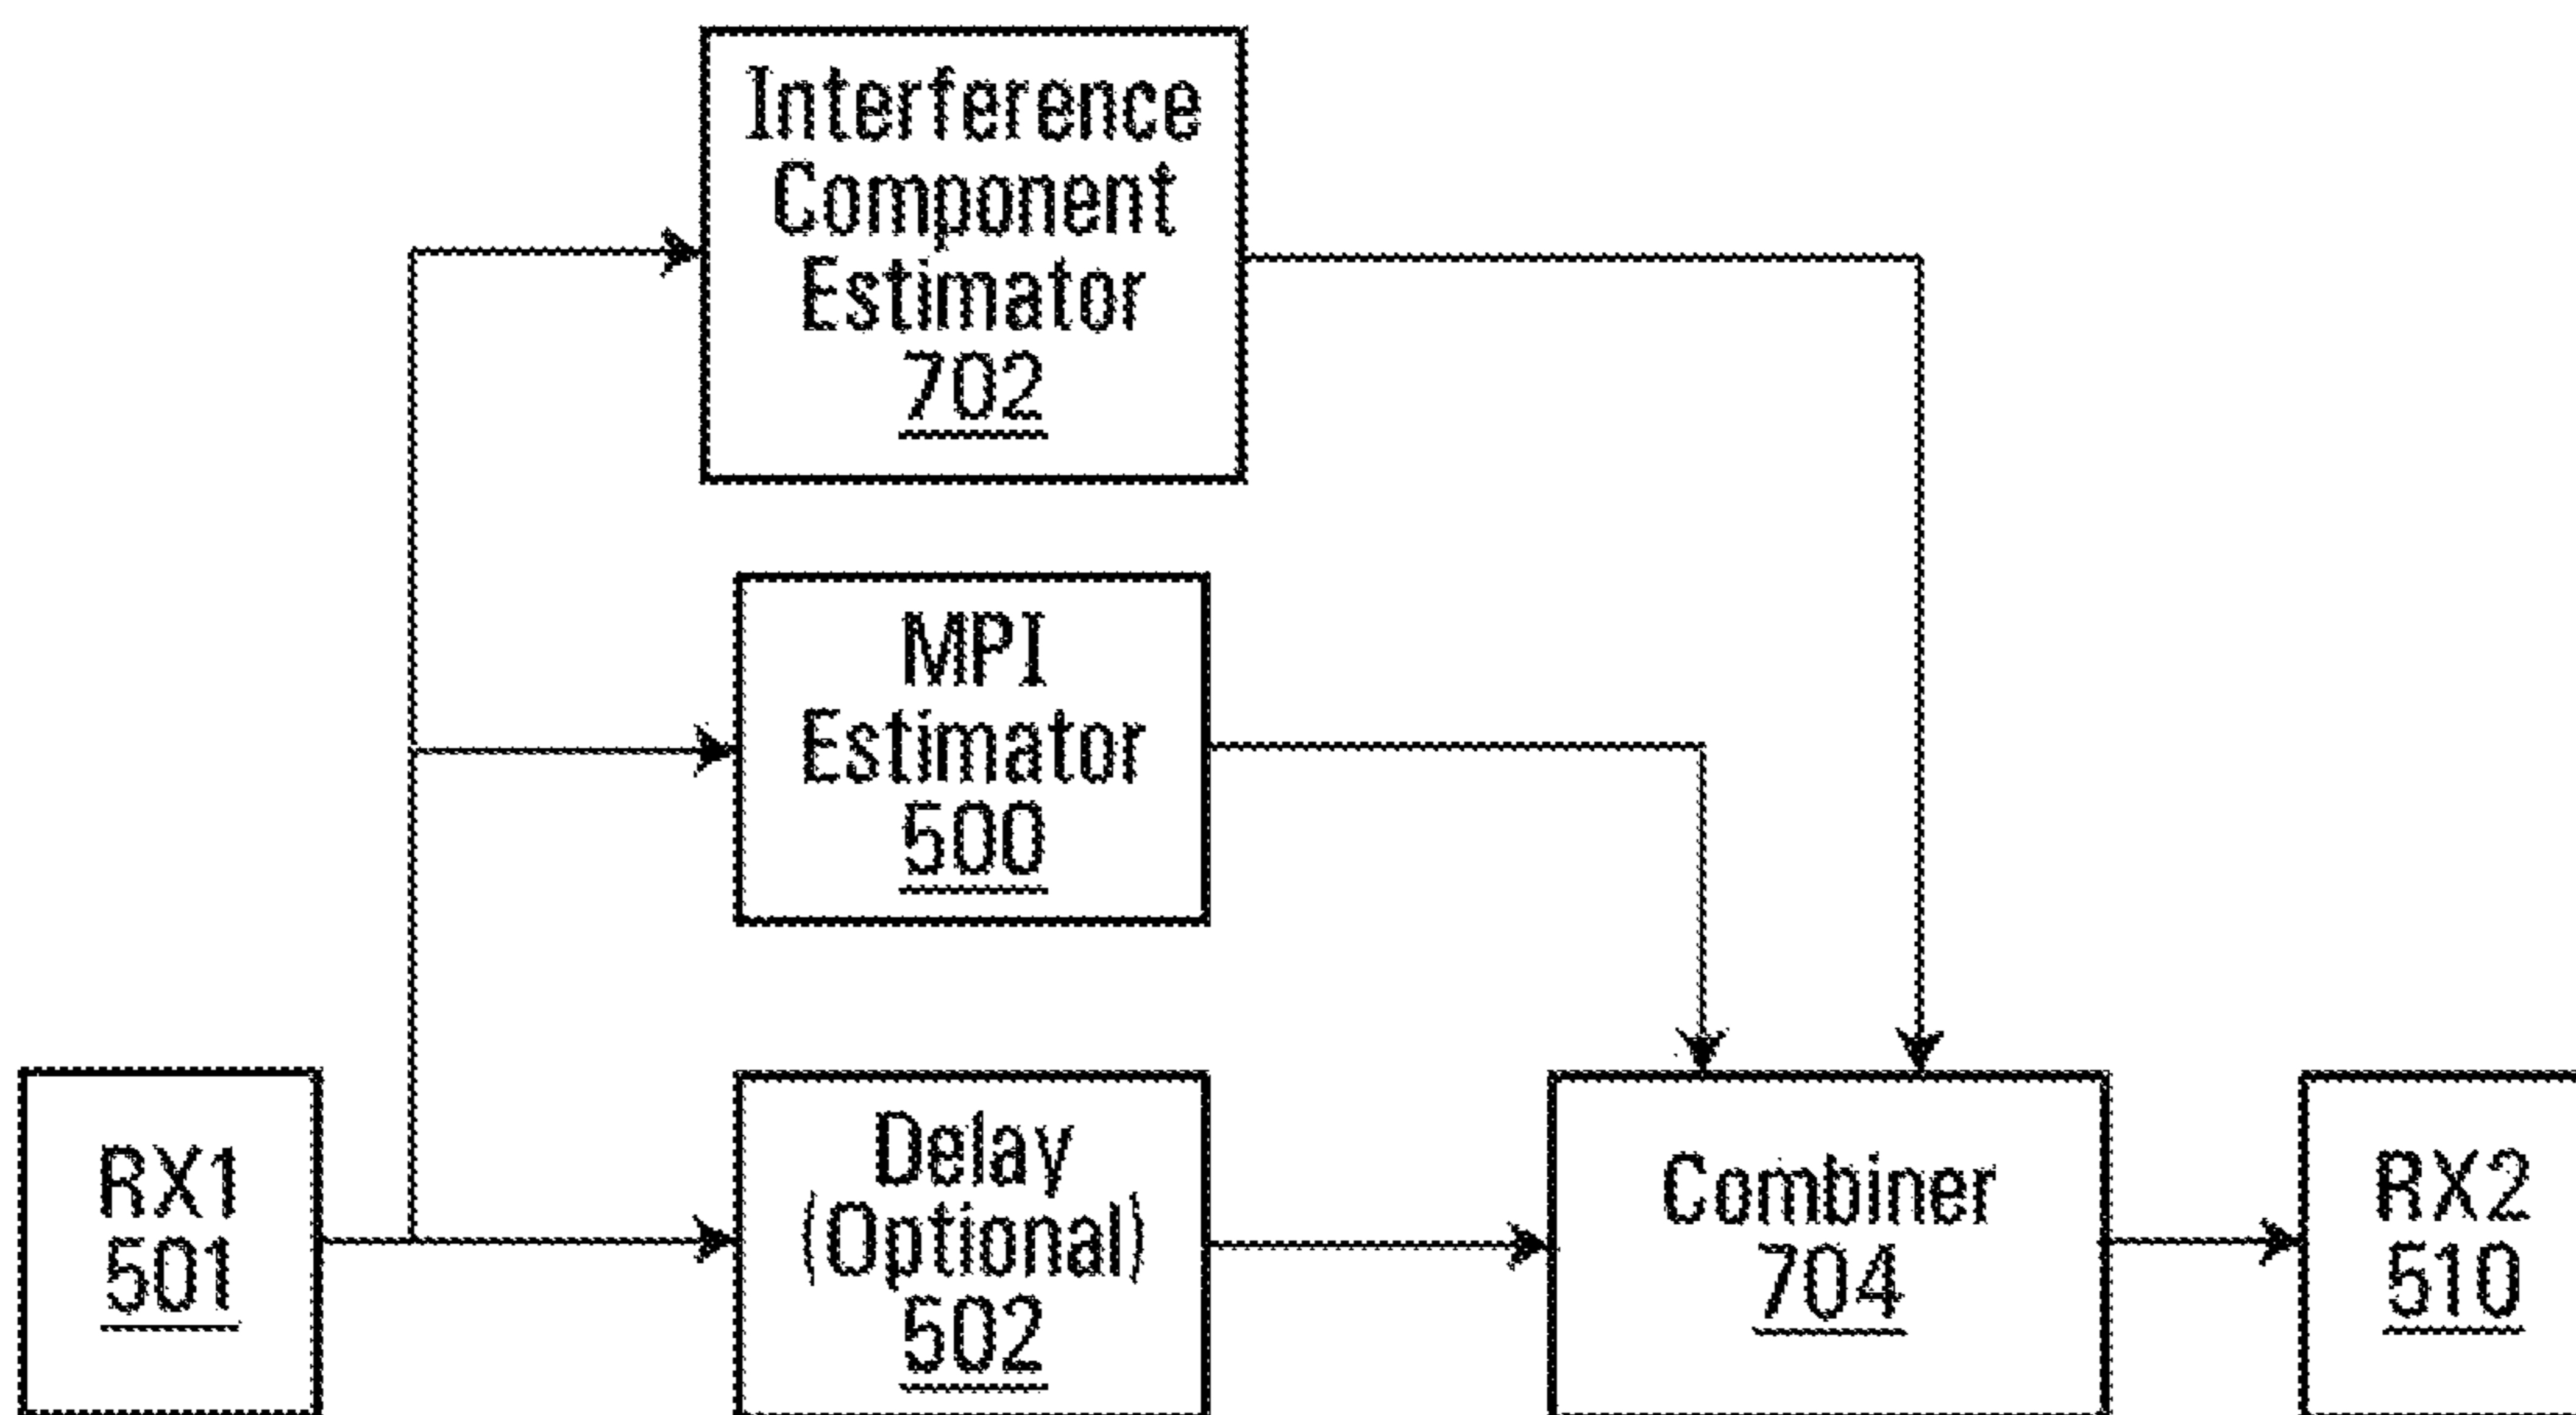 Interference
Component
Estimator
702
MPI
Estimator
500
RX1
501
Delay
(Optional)
502
Combiner
704
RX2
510